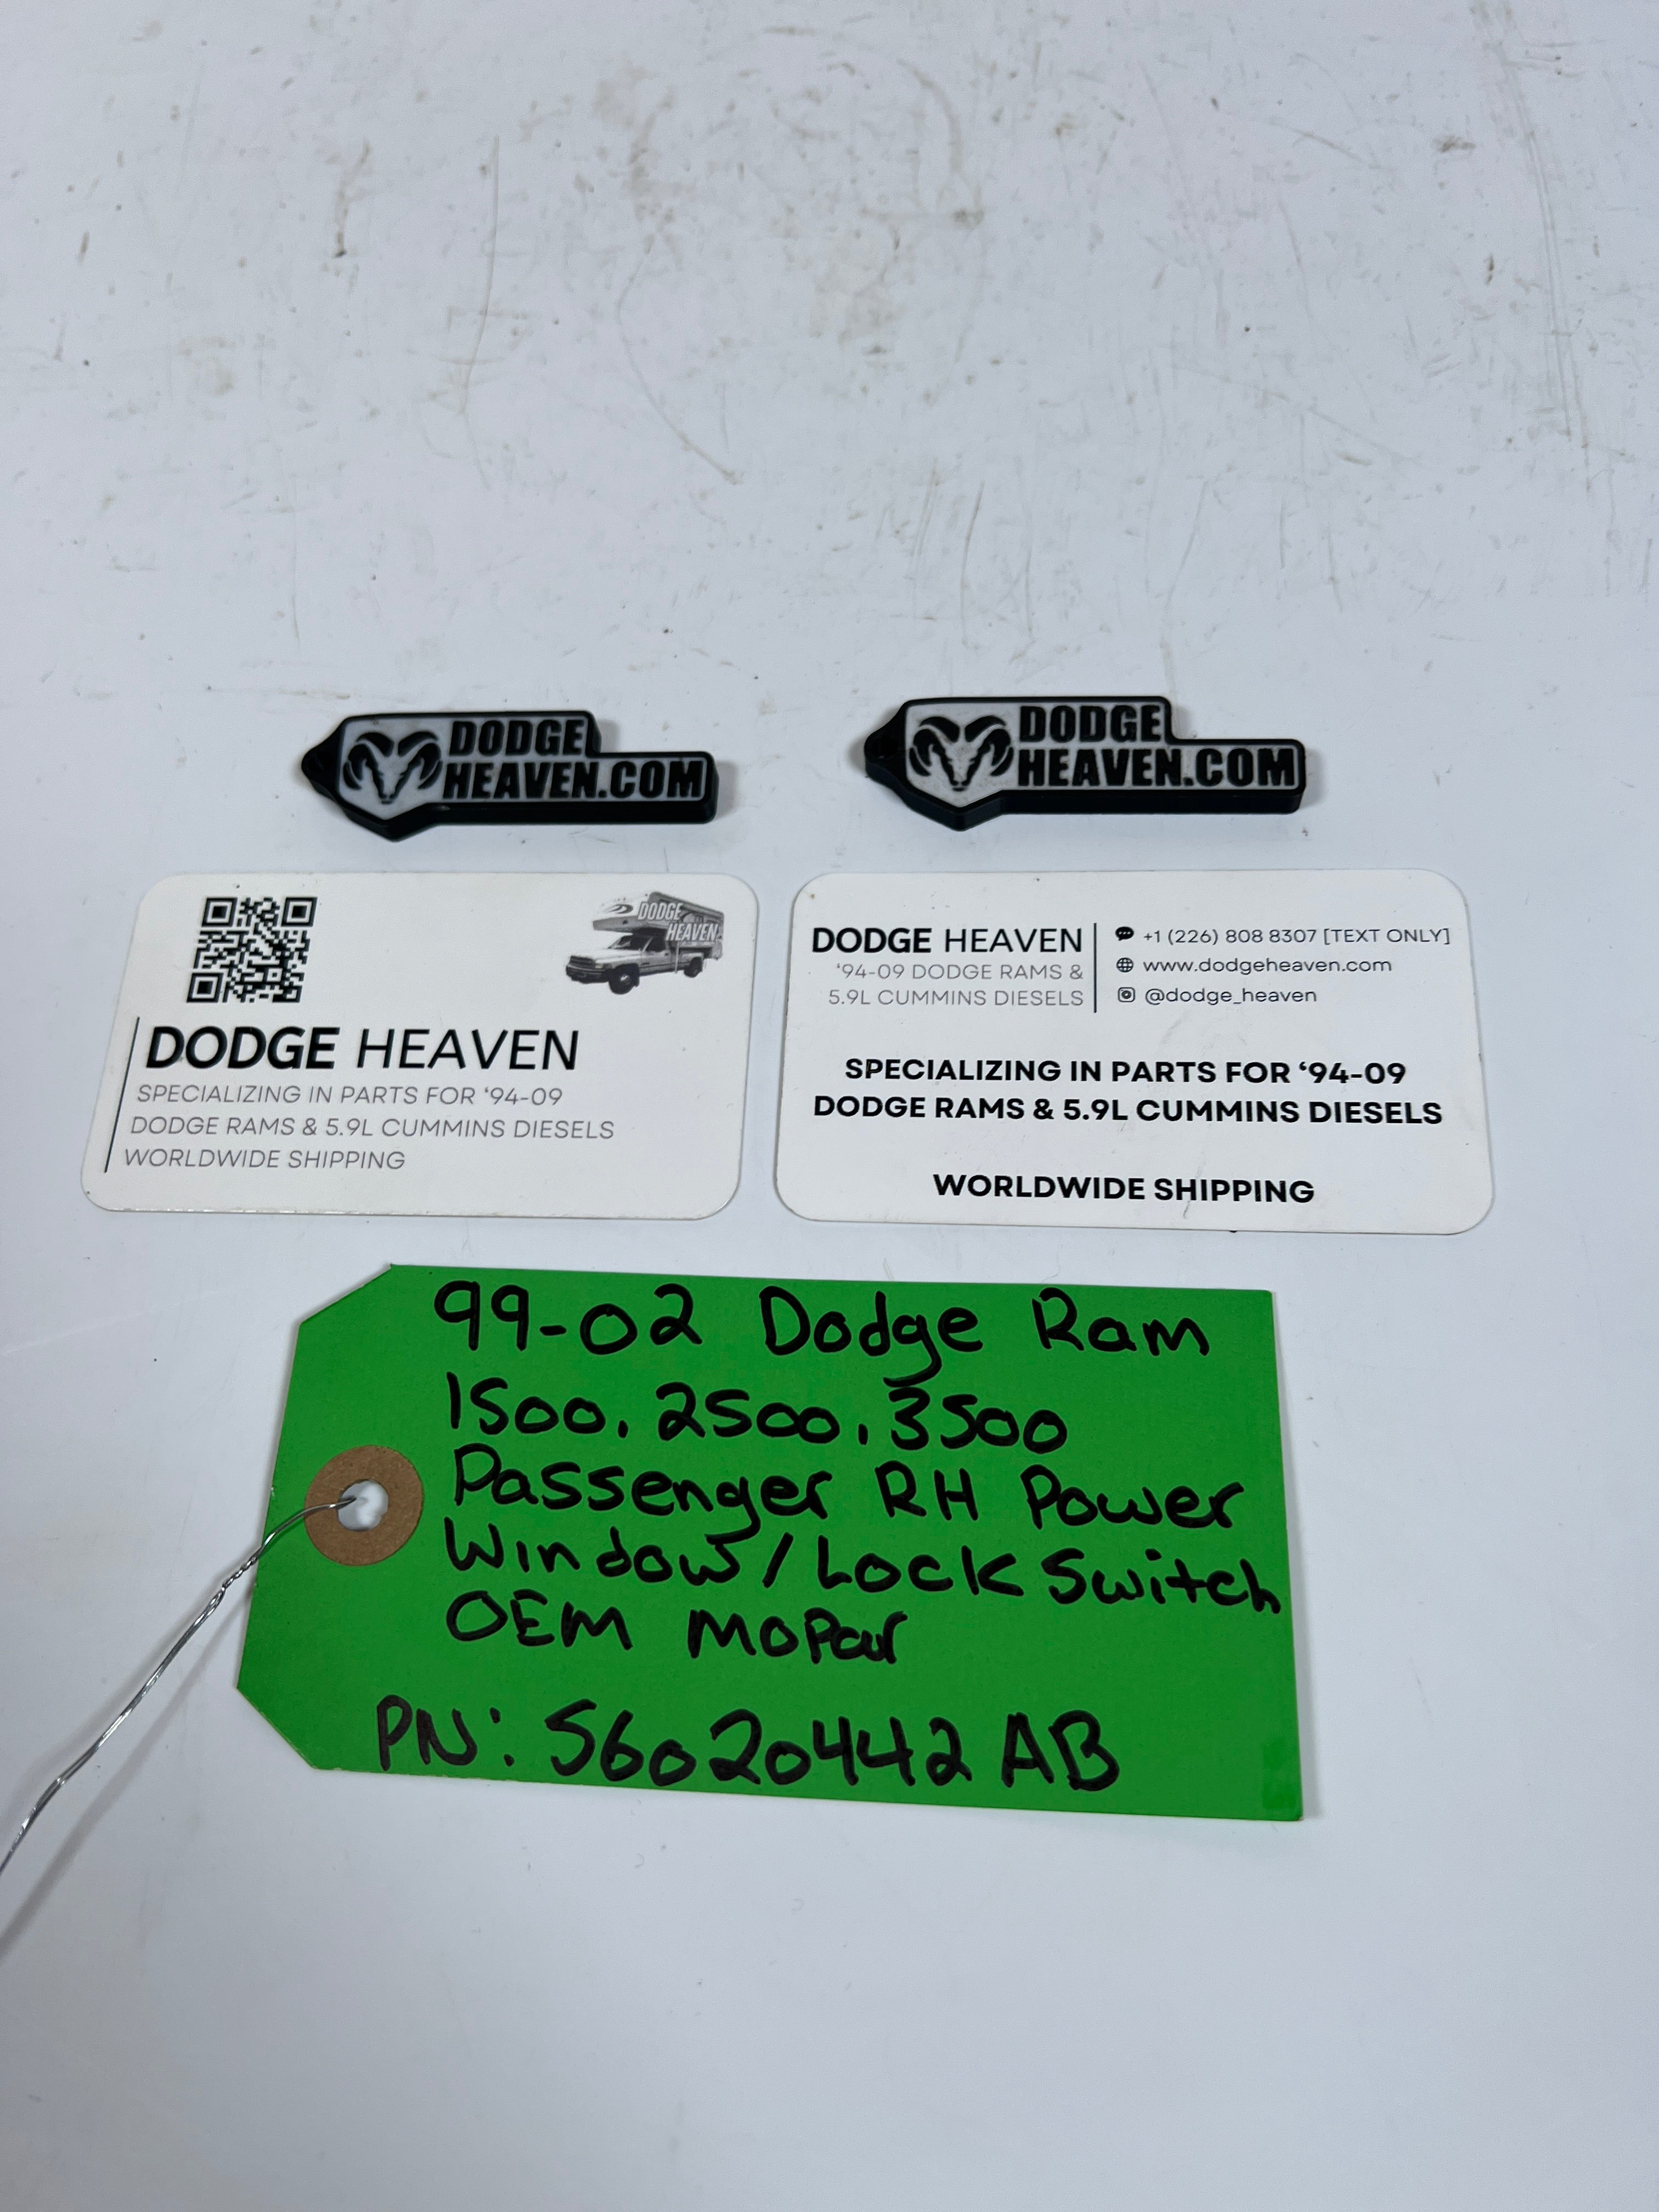 DODGE
HEAVEN.COM
DODGE
HEAVEN.COM
DODGE
HEAVEN
DODGE HEAVEN
SPECIALIZING IN PARTS FOR ‘94-09
DODGE RAMS & 5.9L CUMMINS DIESELS
WORLDWIDE SHIPPING
DODGE HEAVEN
‘94-09 DODGE RAMS &
5.9L CUMMINS DIESELS
+1 (226) 808 8307 [TEXT ONLY]
www.dodgeheaven.com
@dodge_heaven
SPECIALIZING IN PARTS FOR ‘94-09
DODGE RAMS & 5.9L CUMMINS DIESELS
WORLDWIDE SHIPPING
99-02 Dodge Ram
1500, 2500, 3500
Passenger RH Power
Window/Lock Switch
OEM Mopar
PN: 56020442AB